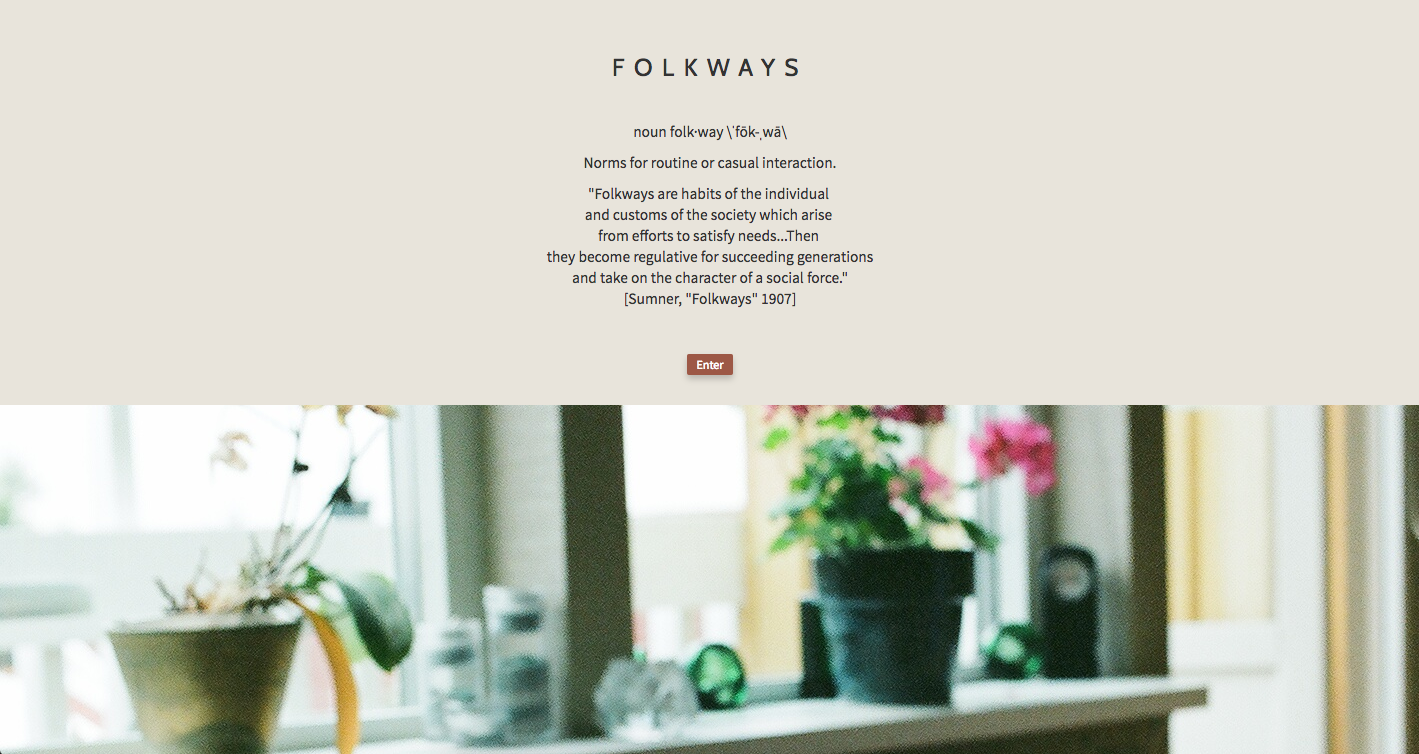 FOLKWAYS
noun folk·way \ˈfōk-ˌwā\
Norms for routine or casual interaction.
"Folkways are habits of the individual
and customs of the society which arise
from efforts to satisfy needs...Then
they become regulative for succeeding generations
and take on the character of a social force."
[Sumner, "Folkways" 1907]
Enter